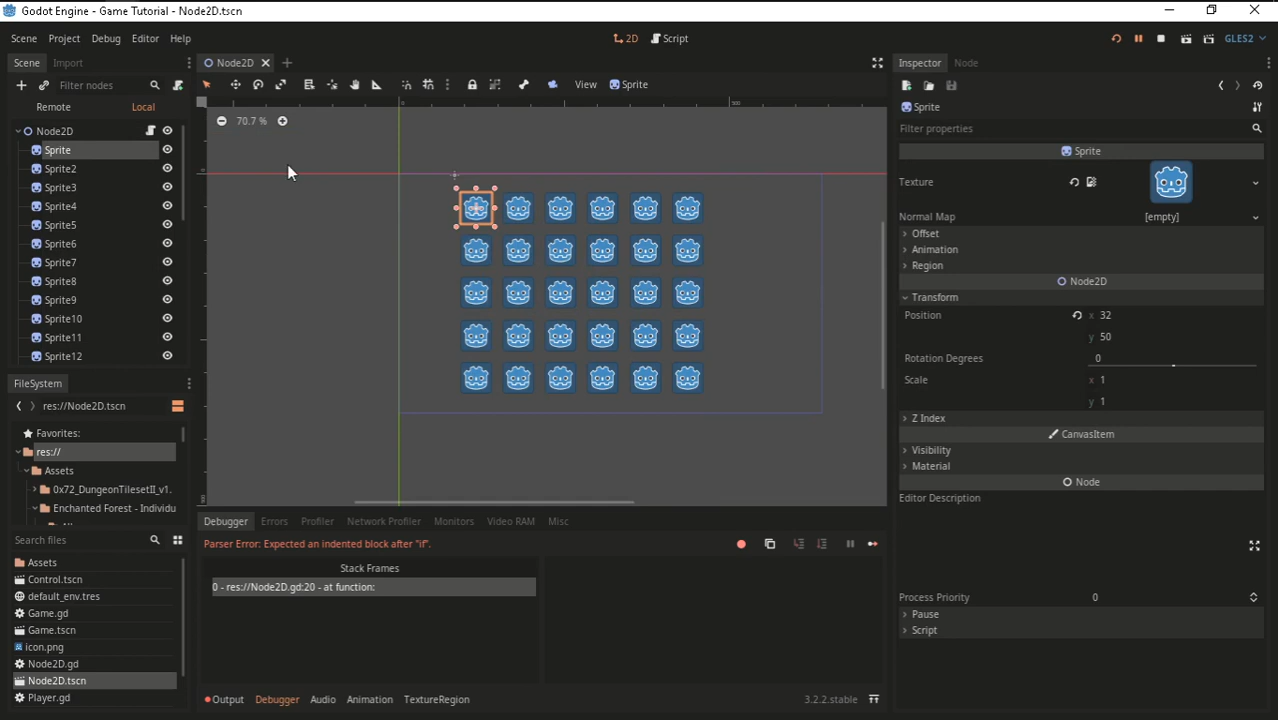 Godot Engine - Game Tutorial - Node2D.tscn
Scene Project Debug Editor Help
2D Script
GLES2
Scene Import
Node2D
Inspector Node
Filter nodes
View Sprite
Remote Local
Sprite
70.7 %
0
500
Filter properties
Node2D
Sprite
Sprite2
Sprite3
Sprite4
Sprite5
Sprite6
Sprite7
Sprite8
Sprite9
Sprite10
Sprite11
Sprite12
Sprite
Texture
Normal Map [empty]
Offset
Animation
Region
Node2D
Transform
Position x 32
y 50
Rotation Degrees 0
Scale x 1
y 1
Z Index
CanvasItem
Visibility
Material
Node
Editor Description
Process Priority 0
Pause
Script
FileSystem
res://Node2D.tscn
Favorites:
res://
Assets
0x72_DungeonTilesetII_v1.
Enchanted Forest - Individu
Search files
Assets
Control.tscn
default_env.tres
Game.gd
Game.tscn
icon.png
Node2D.gd
Node2D.tscn
Player.gd
Debugger Errors Profiler Network Profiler Monitors Video RAM Misc
Parser Error: Expected an indented block after "if".
Stack Frames
0 - res://Node2D.gd:20 - at function:
Output Debugger Audio Animation TextureRegion
3.2.2.stable